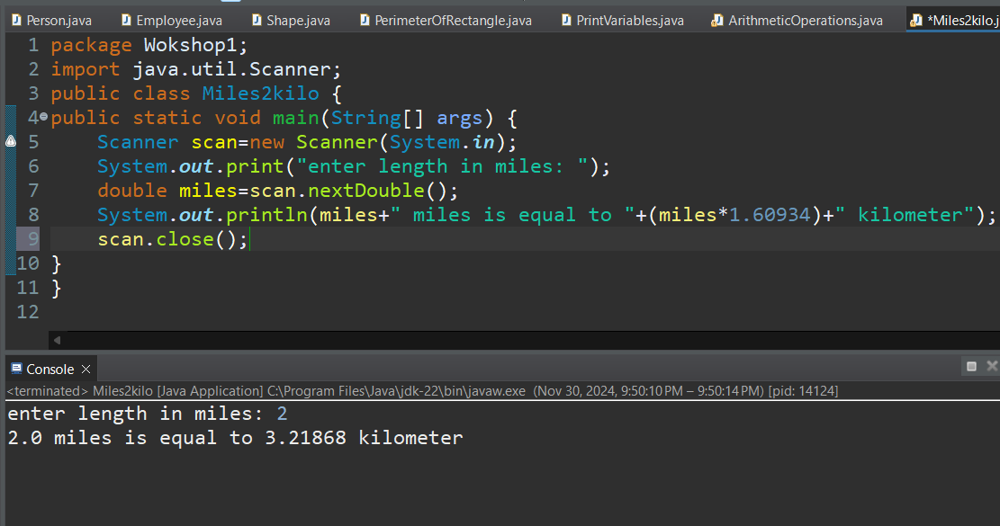 Person.java Employee.java Shape.java PerimeterOfRectangle.java PrintVariables.java ArithmeticOperations.java *Miles2kilo.j
1 package Wokshop1;
2 import java.util.Scanner;
3 public class Miles2kilo {
4 public static void main(String[] args) {
5     Scanner scan=new Scanner(System.in);
6     System.out.print("enter length in miles: ");
7     double miles=scan.nextDouble();
8     System.out.println(miles+" miles is equal to "+(miles*1.60934)+" kilometer");
9     scan.close();
10 }
11 }
12
Console
<terminated> Miles2kilo [Java Application] C:\Program Files\Java\jdk-22\bin\javaw.exe (Nov 30, 2024, 9:50:10 PM – 9:50:14 PM) [pid: 14124]
enter length in miles: 2
2.0 miles is equal to 3.21868 kilometer